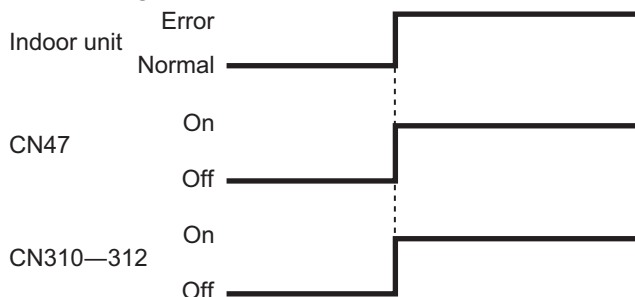 Error
Indoor unit
Normal
On
CN47
Off
On
CN310—312
Off